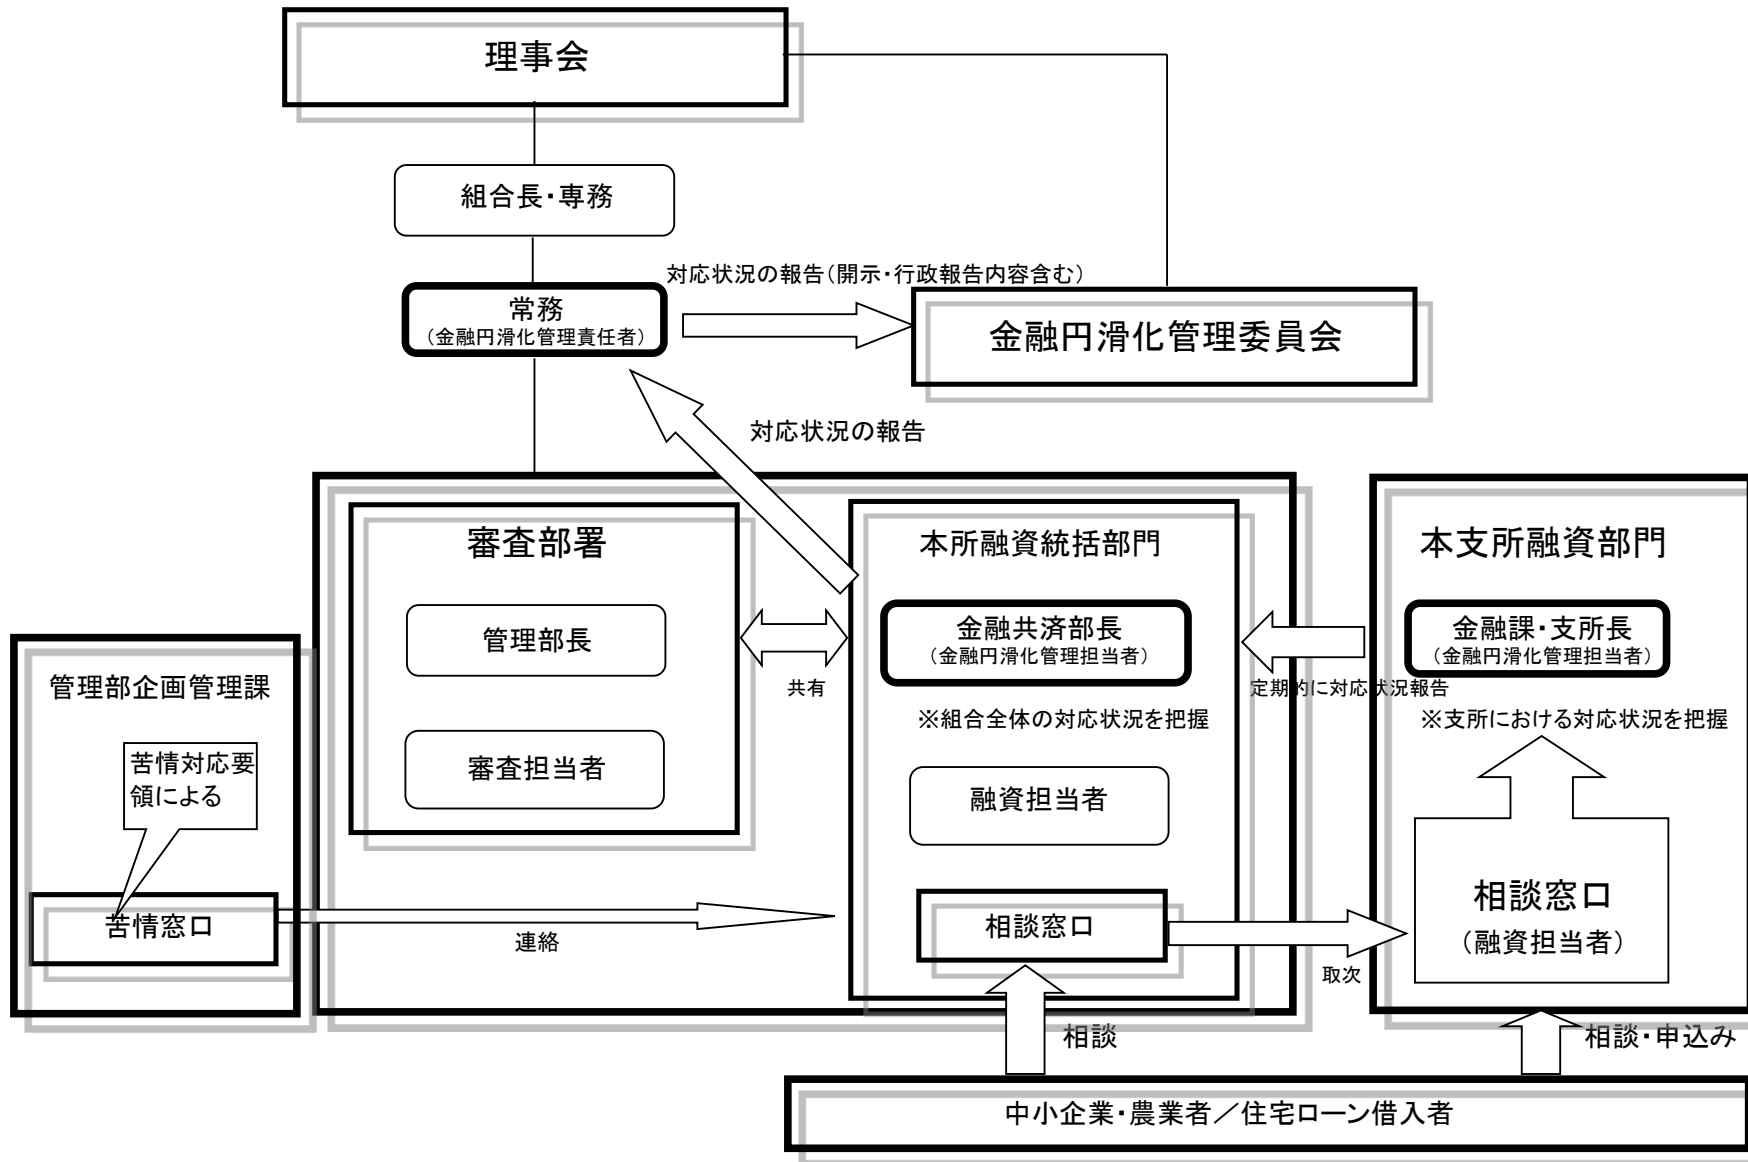 理事会
組合長・専務
対応状況の報告(開示・行政報告内容含む)
常務
(金融円滑化管理責任者)
金融円滑化管理委員会
対応状況の報告
審査部署
本所融資統括部門
本支所融資部門
管理部長
金融共済部長
(金融円滑化管理担当者)
金融課・支所長
(金融円滑化管理担当者)
管理部企画管理課
共有
定期的に対応状況報告
※組合全体の対応状況を把握
※支所における対応状況を把握
苦情対応要
領による
審査担当者
融資担当者
苦情窓口
連絡
相談窓口
取次
相談窓口
(融資担当者)
相談
相談・申込み
中小企業・農業者/住宅ローン借入者